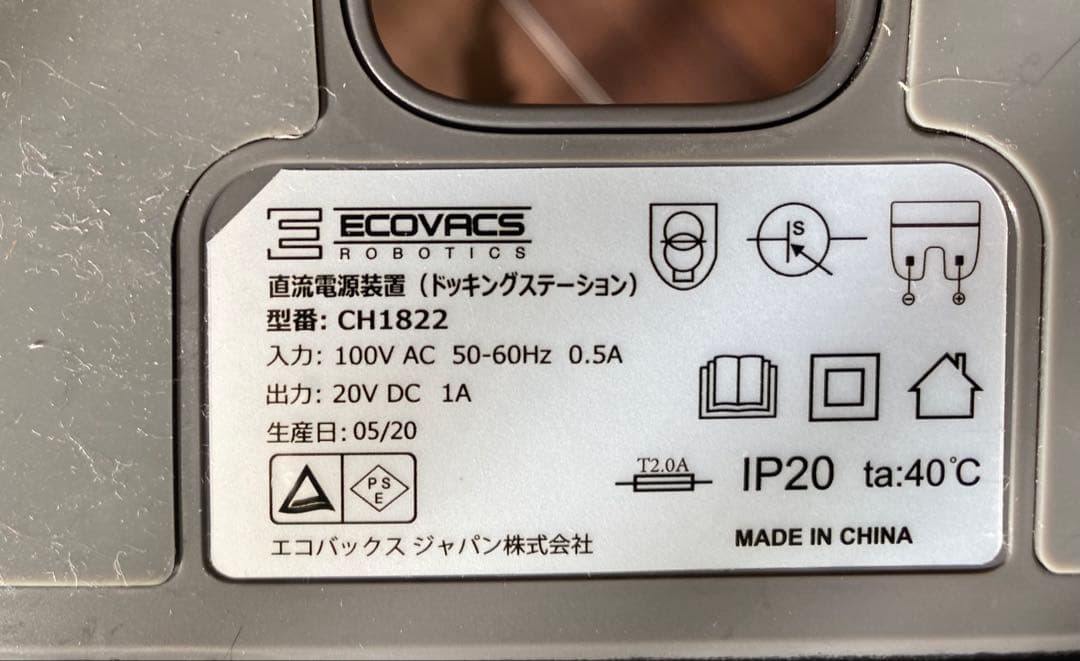 ECOVACS
ROBOTICS
直流電源装置（ドッキングステーション）
型番: CH1822
入力: 100V AC 50-60Hz 0.5A
出力: 20V DC 1A
生産日: 05/20
PS
E
エコバックス ジャパン株式会社
S
T2.0A
IP20 ta:40℃
MADE IN CHINA